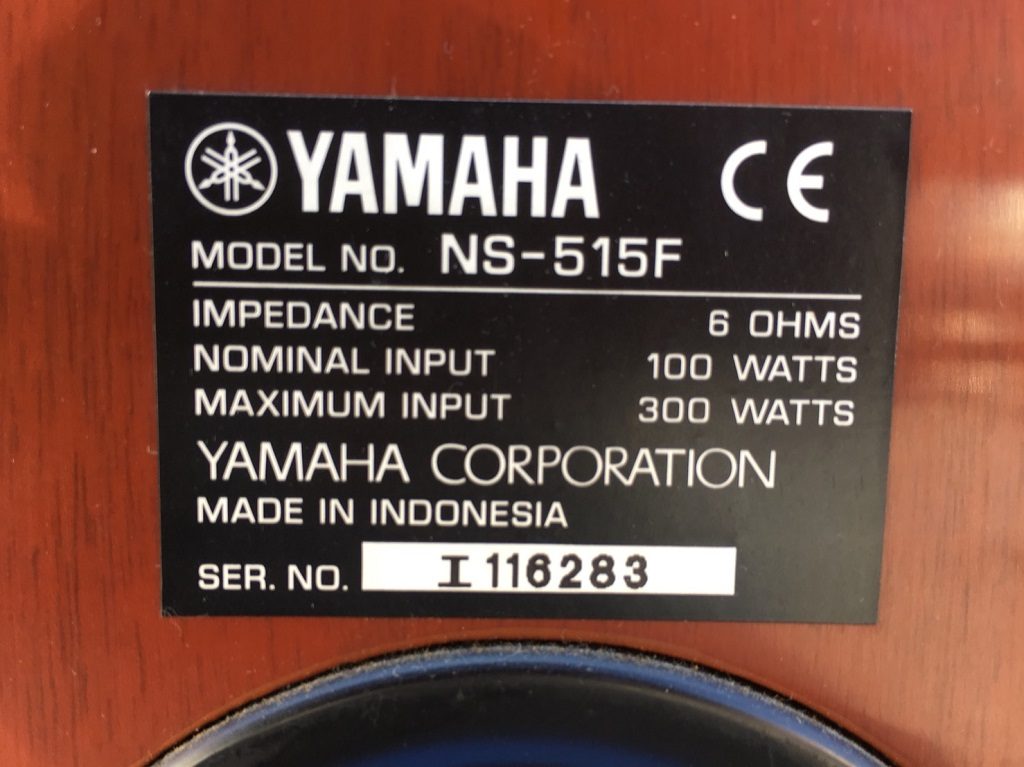 YAMAHA CE
MODEL NO. NS-515F
IMPEDANCE 6 OHMS
NOMINAL INPUT 100 WATTS
MAXIMUM INPUT 300 WATTS
YAMAHA CORPORATION
MADE IN INDONESIA
SER. NO. I 116283